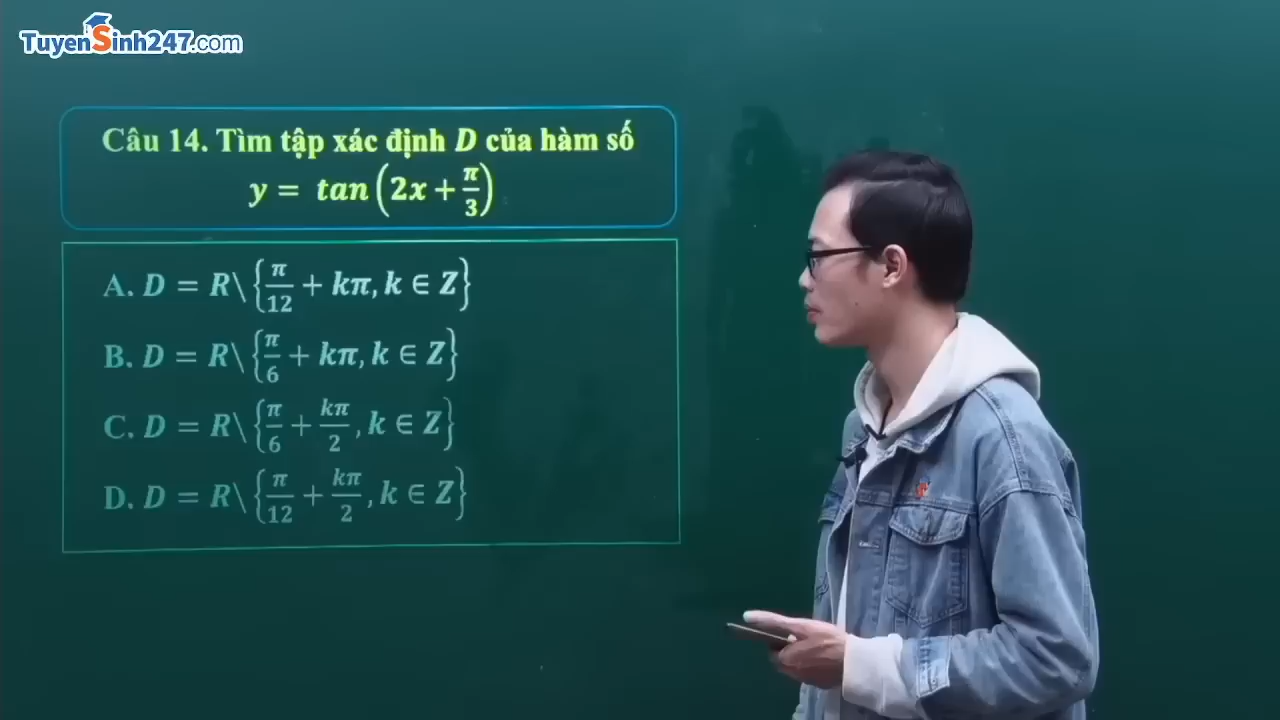 TuyenSinh247.com
Câu 14. Tìm tập xác định D của hàm số
y = tan(2x + π/3)
A. D = R\{π/12 + kπ, k ∈ Z}
B. D = R\{π/6 + kπ, k ∈ Z}
C. D = R\{π/6 + kπ/2, k ∈ Z}
D. D = R\{π/12 + kπ/2, k ∈ Z}